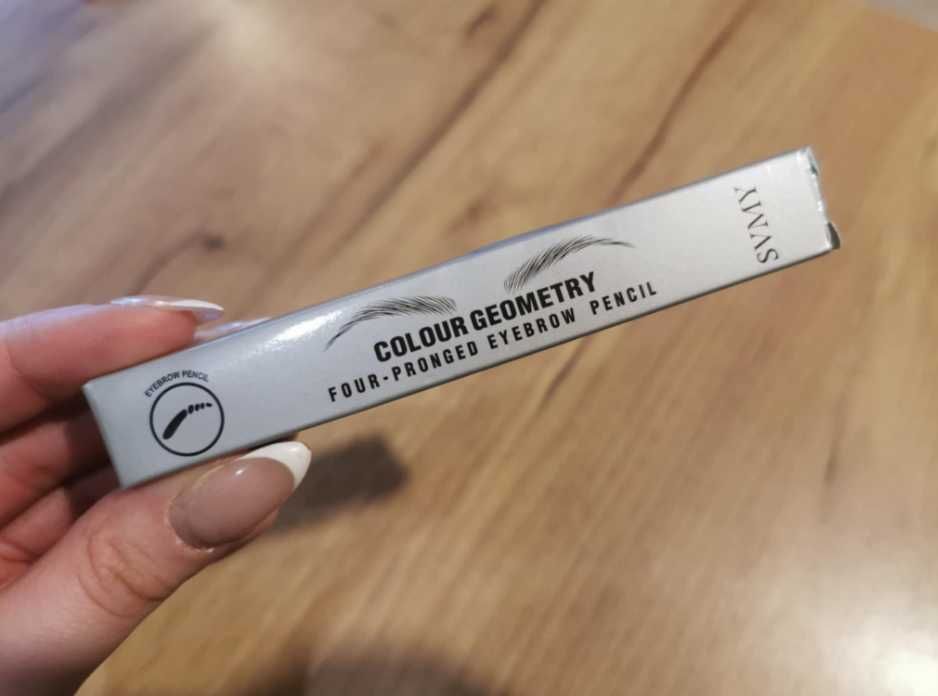 EYEBROW PENCIL
COLOUR GEOMETRY
FOUR-PRONGED EYEBROW PENCIL
SVMY